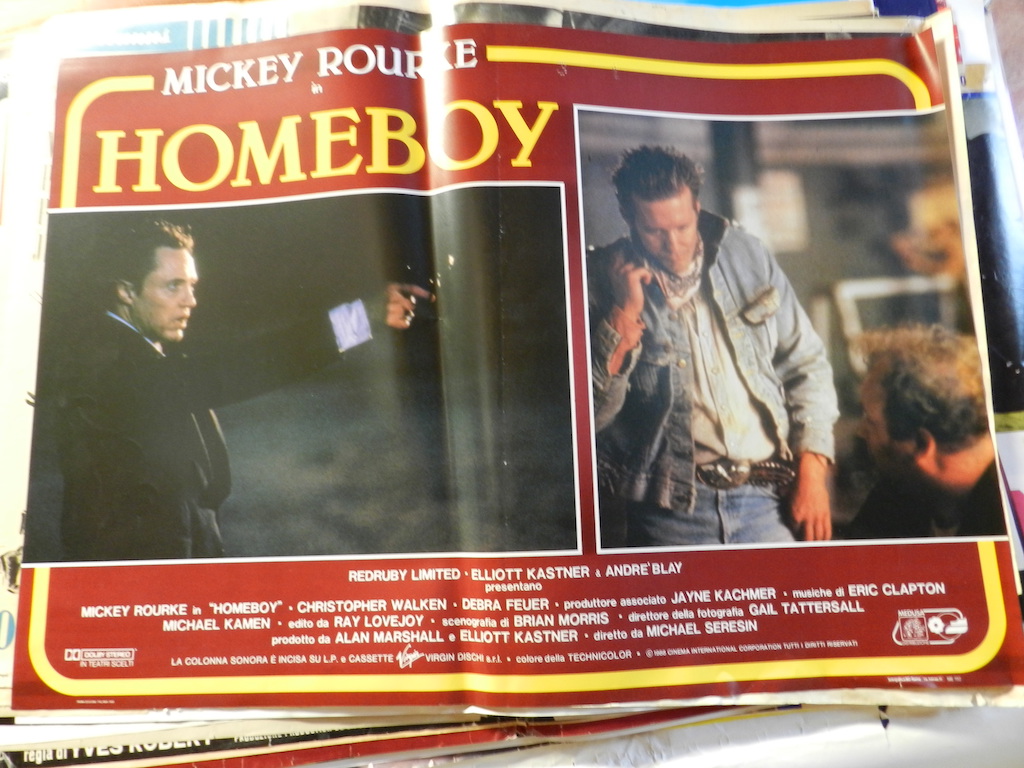 MICKEY ROURKE
in
HOMEBOY
REDRUBY LIMITED · ELLIOTT KASTNER & ANDRE' BLAY
presentano
MICKEY ROURKE in "HOMEBOY" · CHRISTOPHER WALKEN · DEBRA FEUER · produttore associato JAYNE KACHMER · musiche di ERIC CLAPTON
MICHAEL KAMEN · edito da RAY LOVEJOY · scenografia di BRIAN MORRIS · direttore della fotografia GAIL TATTERSALL
prodotto da ALAN MARSHALL e ELLIOTT KASTNER · diretto da MICHAEL SERESIN
DOLBY STEREO
IN TEATRI SCELTI
LA COLONNA SONORA È INCISA SU L.P. e CASSETTE Virgin VIRGIN DISCHI s.r.l. · colore della TECHNICOLOR · © 1988 CINEMA INTERNATIONAL CORPORATION TUTTI I DIRITTI RISERVATI
MEDUSA
regia di YVES ROBERT